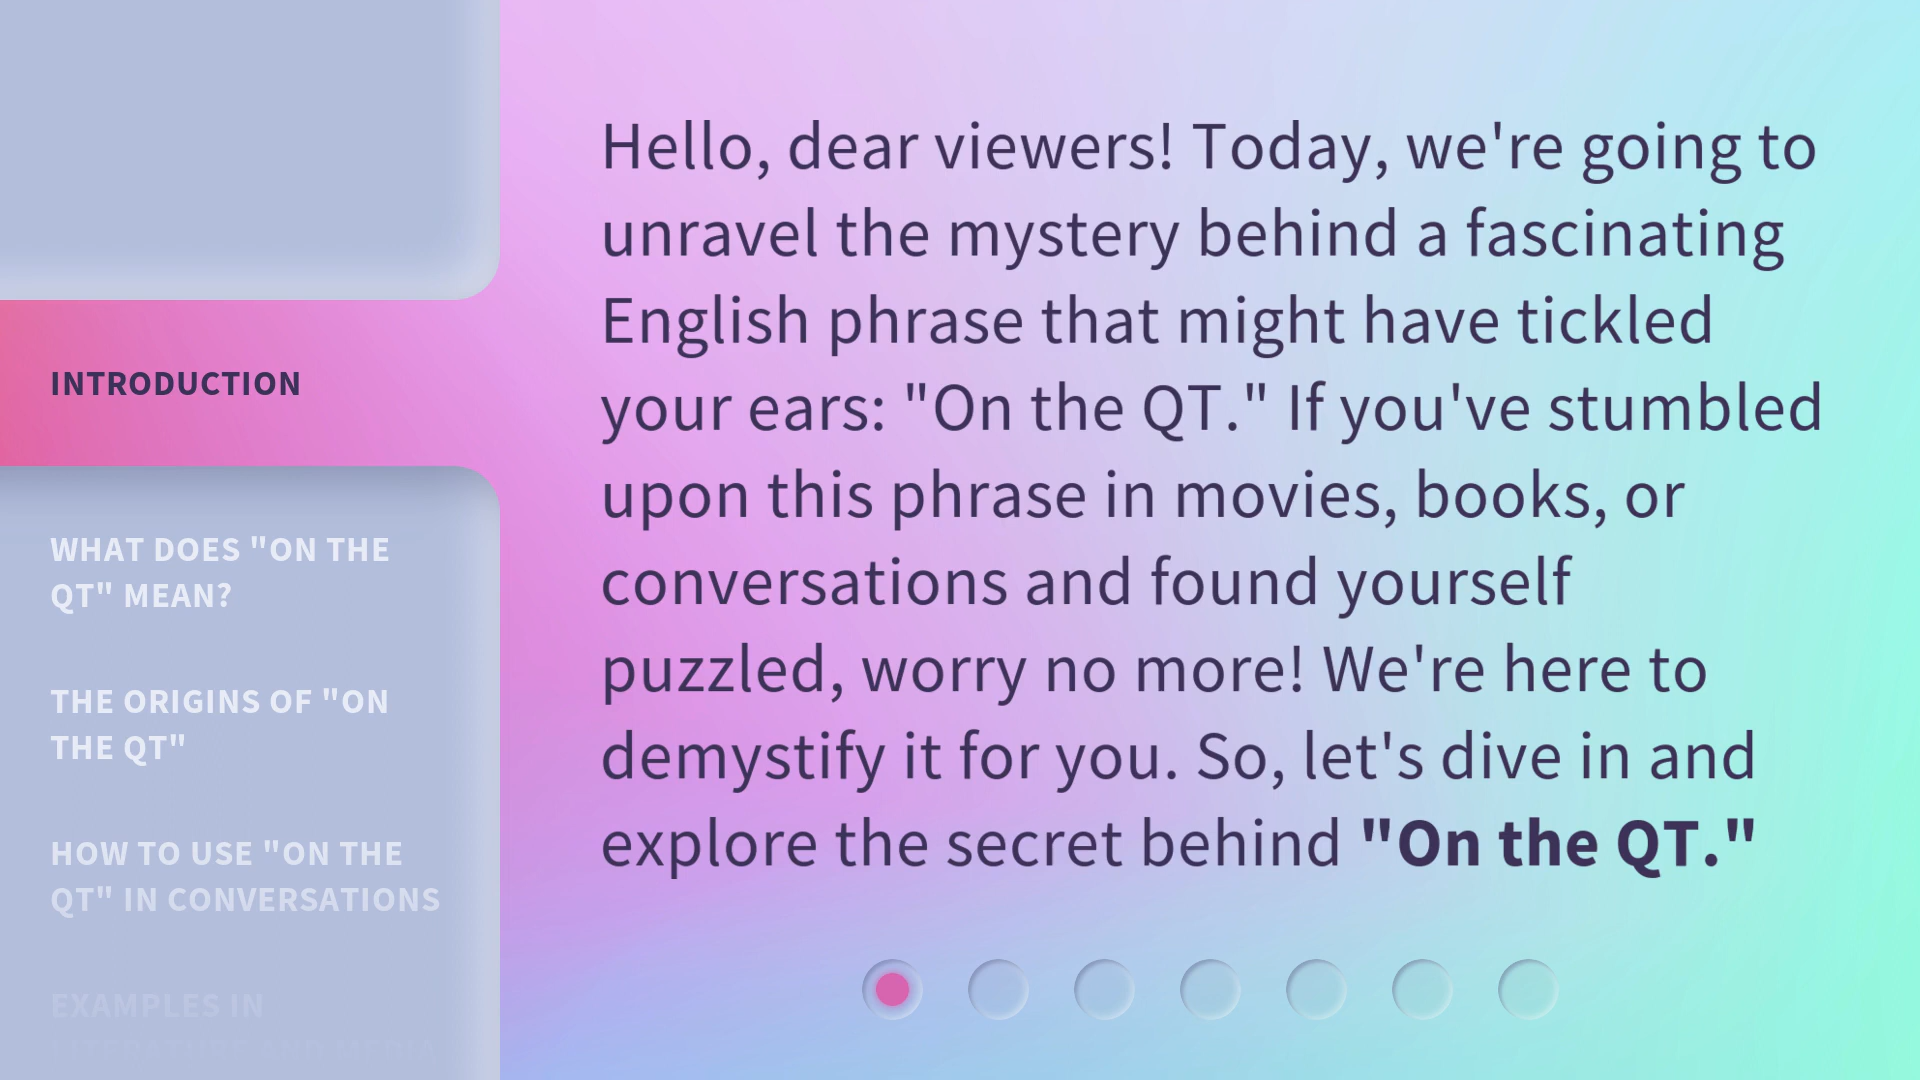 INTRODUCTION
WHAT DOES "ON THE
QT" MEAN?
THE ORIGINS OF "ON
THE QT"
HOW TO USE "ON THE
QT" IN CONVERSATIONS
EXAMPLES IN
LITERATURE AND MEDIA
Hello, dear viewers! Today, we're going to
unravel the mystery behind a fascinating
English phrase that might have tickled
your ears: "On the QT." If you've stumbled
upon this phrase in movies, books, or
conversations and found yourself
puzzled, worry no more! We're here to
demystify it for you. So, let's dive in and
explore the secret behind "On the QT."